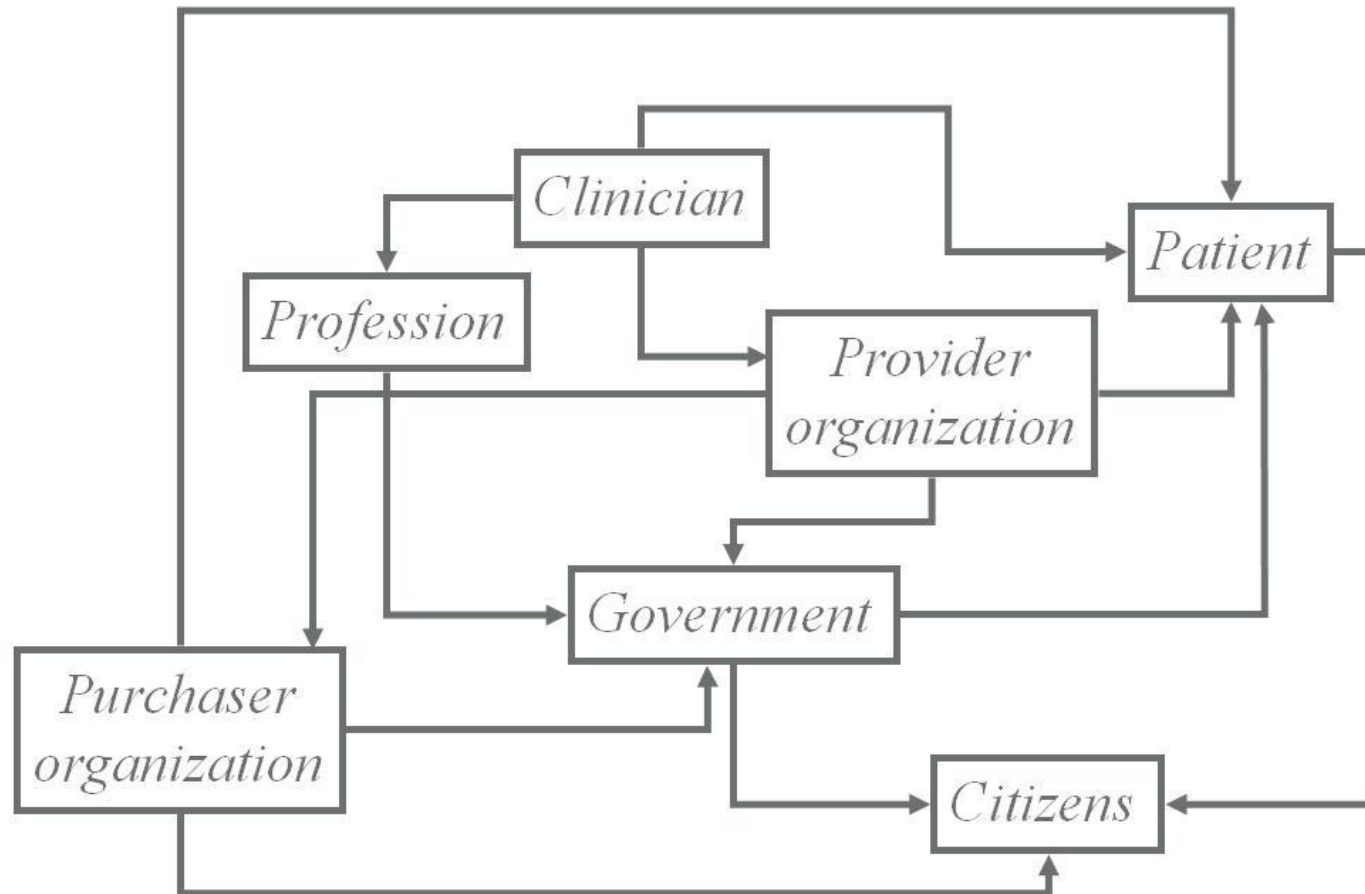 Clinician
Patient
Profession
Provider
organization
Government
Purchaser
organization
Citizens